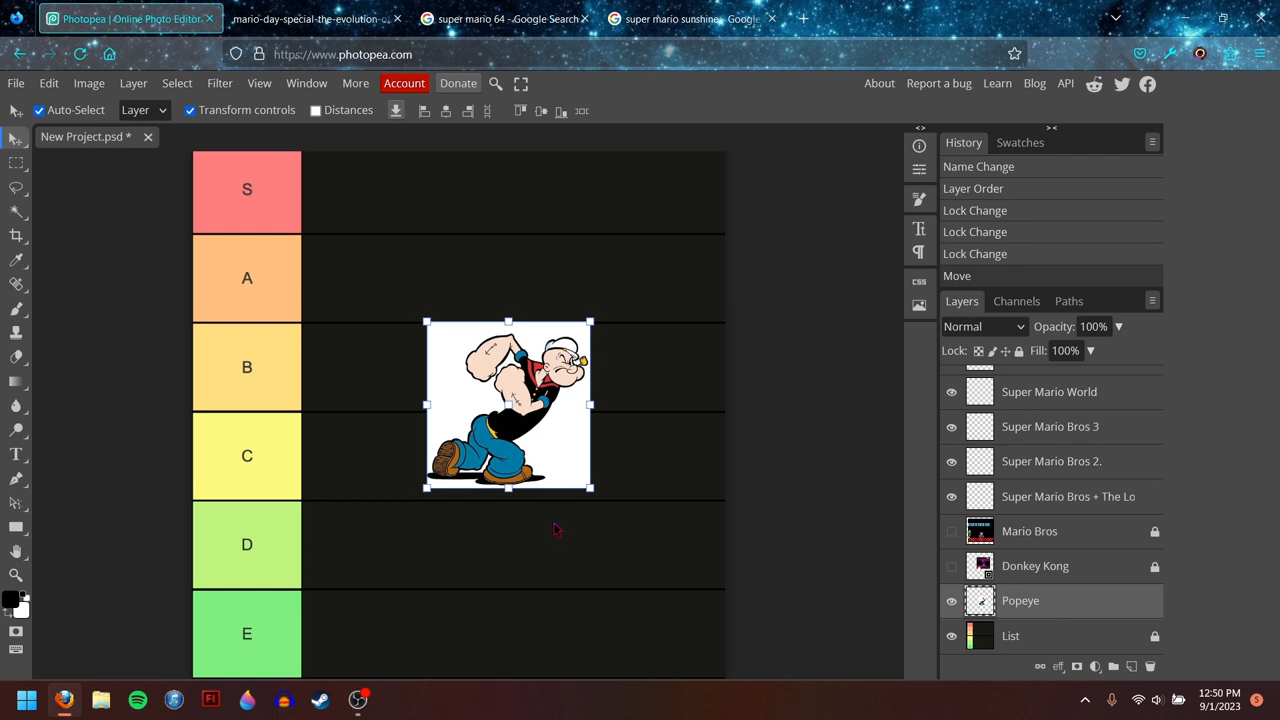 Photopea | Online Photo Editor
mario-day-special-the-evolution-o
super mario 64 - Google Search
super mario sunshine - Google
https://www.photopea.com
File Edit Image Layer Select Filter View Window More Account Donate
About Report a bug Learn Blog API
Auto-Select Layer Transform controls Distances
New Project.psd *
S
A
B
C
D
E
History Swatches
Name Change
Layer Order
Lock Change
Lock Change
Lock Change
Move
Layers Channels Paths
Normal Opacity: 100%
Lock: Fill: 100%
Super Mario World
Super Mario Bros 3
Super Mario Bros 2.
Super Mario Bros + The Lo
Mario Bros
Donkey Kong
Popeye
List
CSS
eff
Fl
12:50 PM
9/1/2023
5